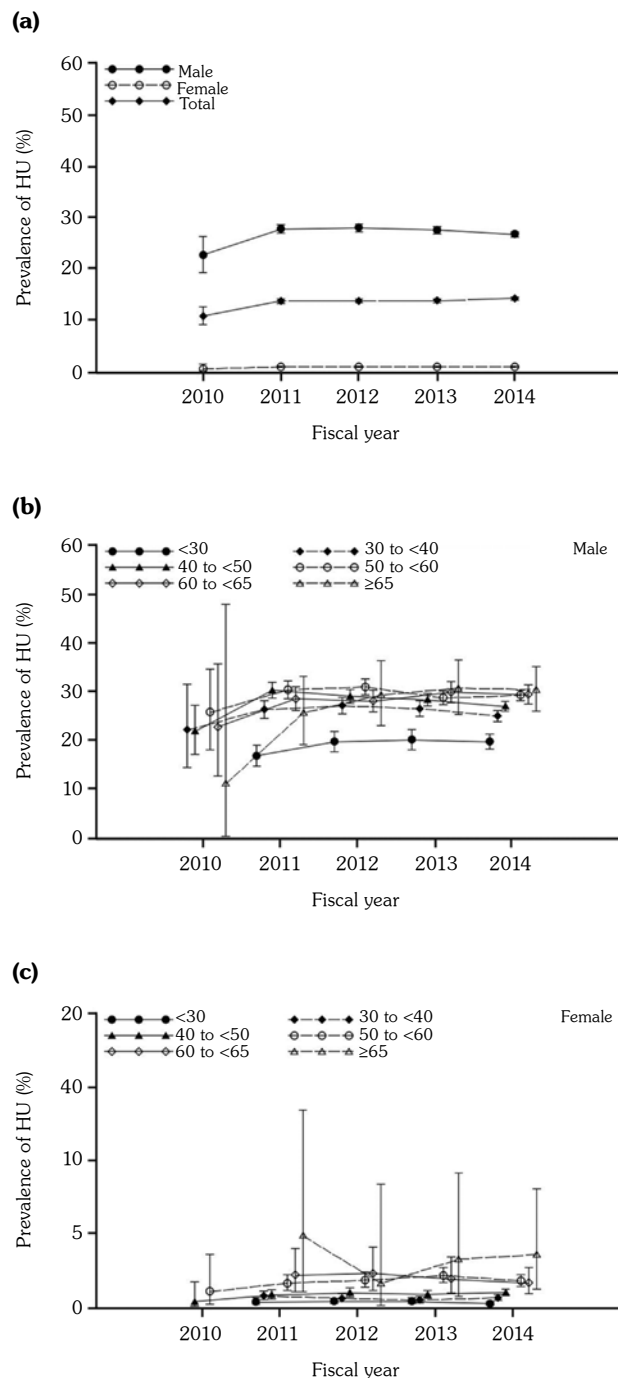 (a)
60
50
40
30
20
10
0
Prevalence of HU (%)
Male
Female
Total
2010 2011 2012 2013 2014
Fiscal year
(b)
60
50
40
30
20
10
0
Prevalence of HU (%)
<30 30 to <40 Male
40 to <50 50 to <60
60 to <65 ≥65
2010 2011 2012 2013 2014
Fiscal year
(c)
20
40
10
5
0
Prevalence of HU (%)
<30 30 to <40 Female
40 to <50 50 to <60
60 to <65 ≥65
2010 2011 2012 2013 2014
Fiscal year